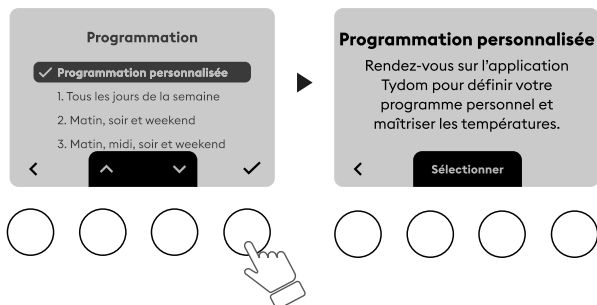 Programmation
Programmation personnalisée
1. Tous les jours de la semaine
2. Matin, soir et weekend
3. Matin, midi, soir et weekend
Programmation personnalisée
Rendez-vous sur l'application
Tydom pour définir votre
programme personnel et
maîtriser les températures.
Sélectionner